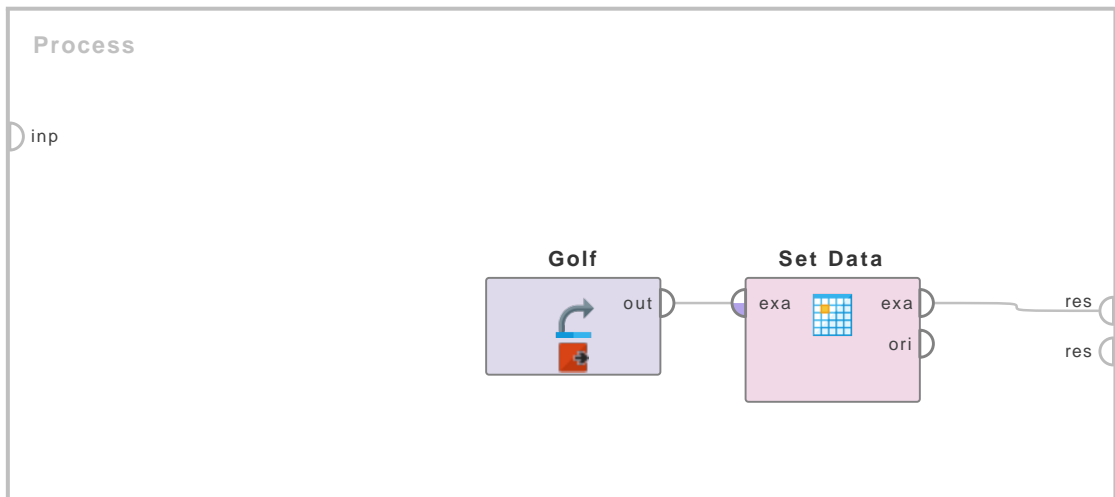 Process
inp
Golf
Set Data
out
exa
exa
res
ori
res